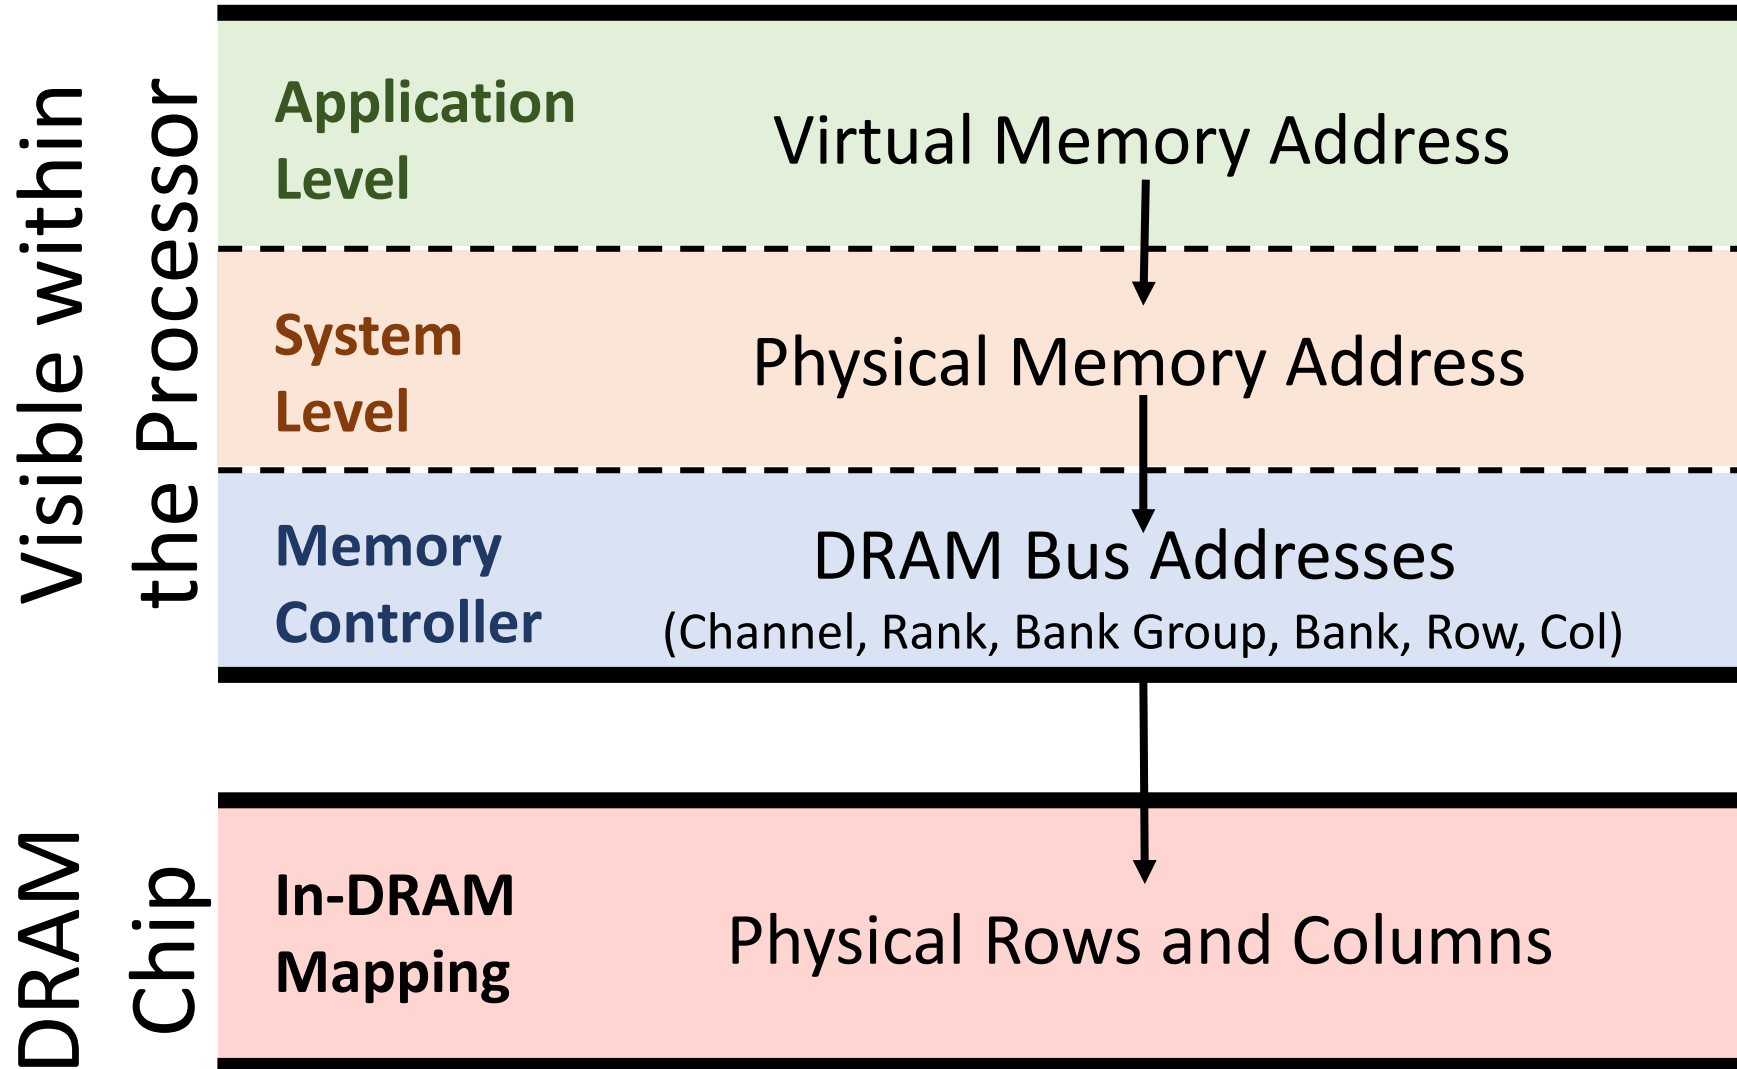 Visible within
the Processor
Application
Level
Virtual Memory Address
System
Level
Physical Memory Address
Memory
Controller
DRAM Bus Addresses
(Channel, Rank, Bank Group, Bank, Row, Col)
DRAM
Chip
In-DRAM
Mapping
Physical Rows and Columns